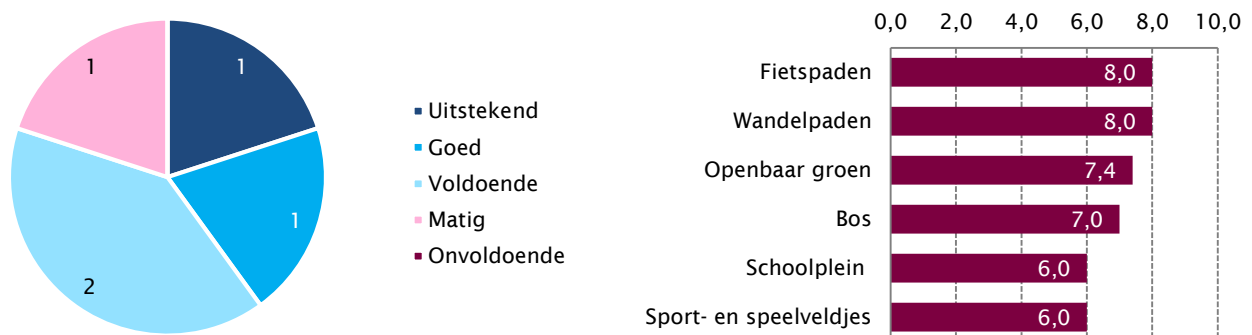 1
1
1
2
Uitstekend
Goed
Voldoende
Matig
Onvoldoende
0,0 2,0 4,0 6,0 8,0 10,0
Fietspaden 8,0
Wandelpaden 8,0
Openbaar groen 7,4
Bos 7,0
Schoolplein 6,0
Sport- en speelveldjes 6,0